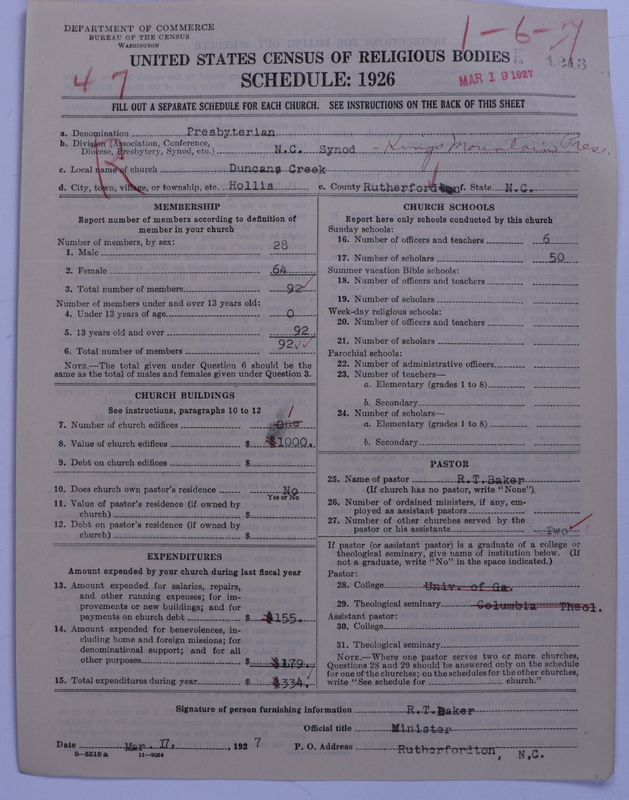 DEPARTMENT OF COMMERCE
BUREAU OF THE CENSUS
WASHINGTON
1-6-7
UNITED STATES CENSUS OF RELIGIOUS BODIES
47
SCHEDULE: 1926
MAR 19 1927
FILL OUT A SEPARATE SCHEDULE FOR EACH CHURCH. SEE INSTRUCTIONS ON THE BACK OF THIS SHEET
a. Denomination Presbyterian
b. Division (Association, Conference, Diocese, Presbytery, Synod, etc.) N.C. Synod - Kings Mountain Pres.
c. Local name of church Duncans Creek
d. City, town, village, or township, etc. Hollis e. County Rutherfordton f. State N.C.
MEMBERSHIP
Report number of members according to definition of
member in your church
Number of members, by sex:
1. Male 28
2. Female 64
3. Total number of members 92
Number of members under and over 13 years old:
4. Under 13 years of age 0
5. 13 years old and over 92
6. Total number of members 92
NOTE.—The total given under Question 6 should be
same as the total of males and females given under Question 3.
CHURCH BUILDINGS
See instructions, paragraphs 10 to 12
7. Number of church edifices One 1
8. Value of church edifices $ $1000.
9. Debt on church edifices $
10. Does church own pastor's residence No
Yes or No
11. Value of pastor's residence (if owned by
church) $
12. Debt on pastor's residence (if owned by
church) $
EXPENDITURES
Amount expended by your church during last fiscal year
13. Amount expended for salaries, repairs,
and other running expenses; for im-
provements or new buildings; and for
payments on church debt $155.
14. Amount expended for benevolences, in-
cluding home and foreign missions; for
denominational support; and for all
other purposes $ $179.
15. Total expenditures during year $ $334.
CHURCH SCHOOLS
Report here only schools conducted by this church
Sunday schools:
16. Number of officers and teachers 6
17. Number of scholars 50
Summer vacation Bible schools:
18. Number of officers and teachers
19. Number of scholars
Week-day religious schools:
20. Number of officers and teachers
21. Number of scholars
Parochial schools:
22. Number of administrative officers
23. Number of teachers—
a. Elementary (grades 1 to 8)
b. Secondary
24. Number of scholars—
a. Elementary (grades 1 to 8)
b. Secondary
PASTOR
25. Name of pastor R.T.Baker
(If church has no pastor, write "None")
26. Number of ordained ministers, if any, em-
ployed as assistant pastors
27. Number of other churches served by the
pastor or his assistants Two
If pastor (or assistant pastor) is a graduate of a college or
theological seminary, give name of institution below. (If
not a graduate, write "No" in the space indicated.)
Pastor:
28. College Univ. of Ga.
29. Theological seminary Columbia Theol.
Assistant pastor:
30. College
31. Theological seminary
NOTE.—Where one pastor serves two or more churches,
Questions 28 and 29 should be answered only on the schedule
for one of the churches; on the schedules for the other churches,
write "See schedule for church."
Signature of person furnishing information R.T.Baker
Official title Minister
Date Mar. 17, 1927 P. O. Address Rutherfordton, N.C.
8—5518a 11—9054